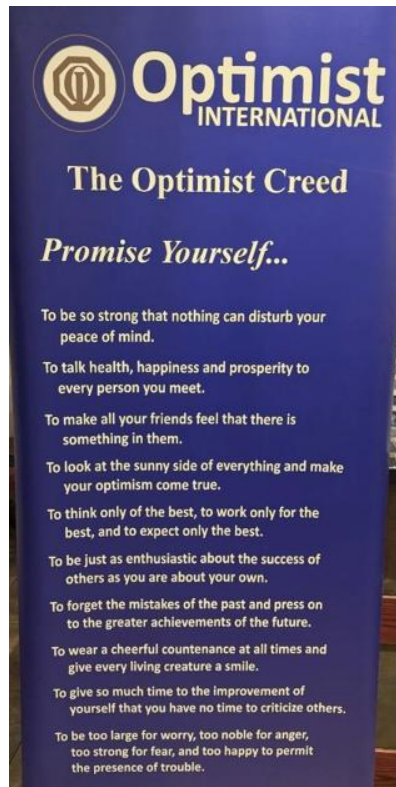 Optimist
INTERNATIONAL
The Optimist Creed
Promise Yourself...
To be so strong that nothing can disturb your
peace of mind.
To talk health, happiness and prosperity to
every person you meet.
To make all your friends feel that there is
something in them.
To look at the sunny side of everything and make
your optimism come true.
To think only of the best, to work only for the
best, and to expect only the best.
To be just as enthusiastic about the success of
others as you are about your own.
To forget the mistakes of the past and press on
to the greater achievements of the future.
To wear a cheerful countenance at all times and
give every living creature a smile.
To give so much time to the improvement of
yourself that you have no time to criticize others.
To be too large for worry, too noble for anger,
too strong for fear, and too happy to permit
the presence of trouble.